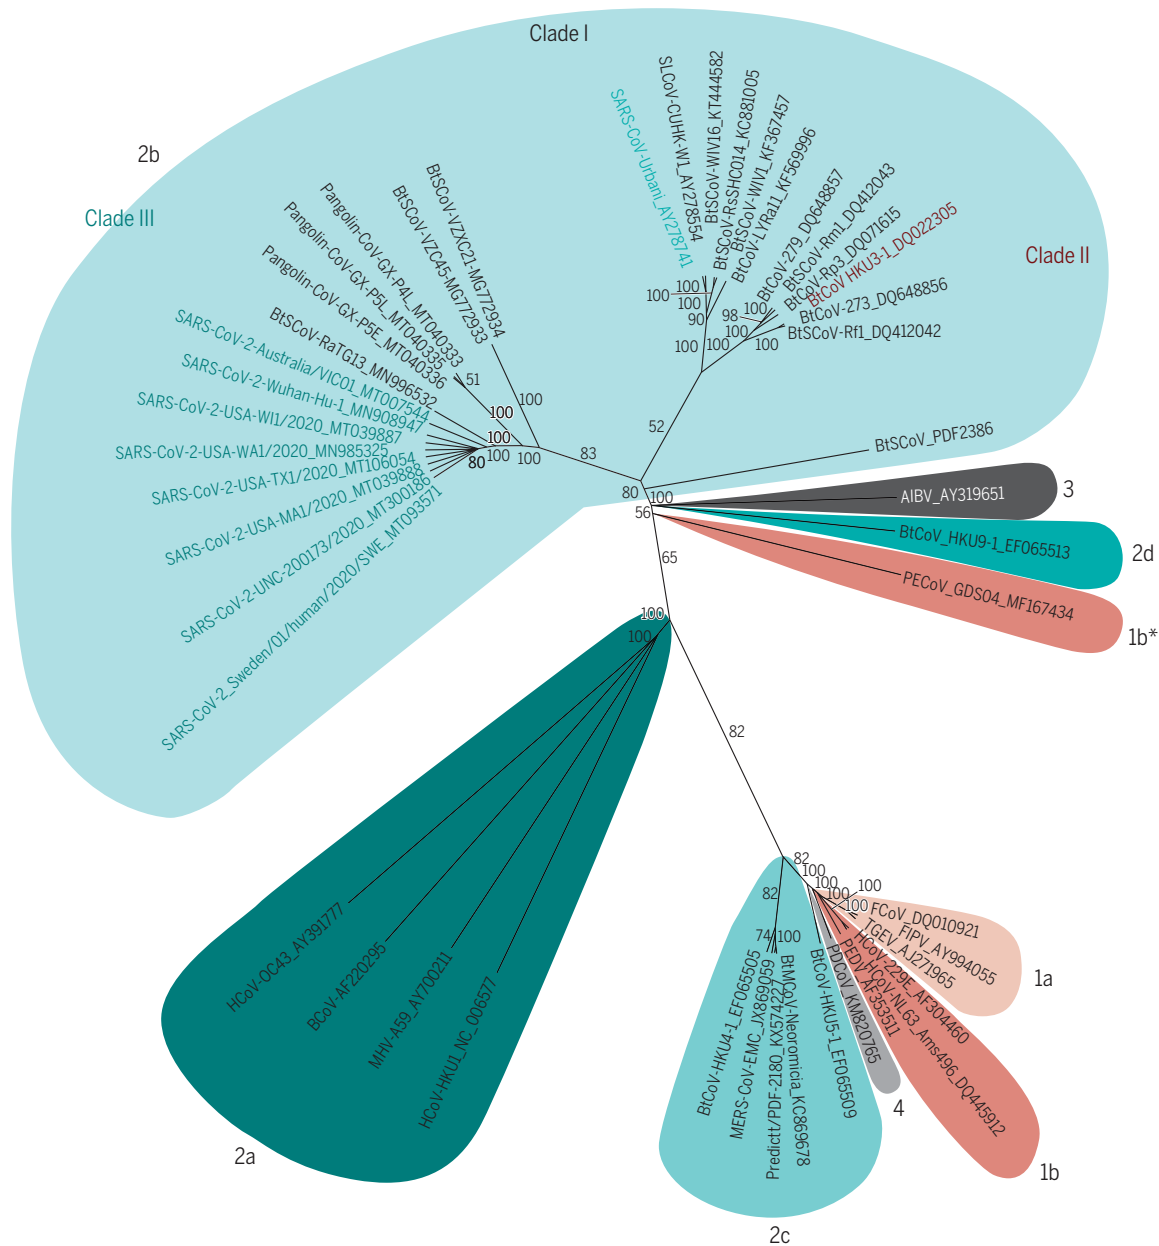 Clade I
2b
Clade III
Clade II
SARS-CoV-Urbani_AY278741
SLCoV-CUHK-W1_AY278554
BtSCoV-WIV16_KT444582
BtSCoV-RsSHC014_KC881005
BtSCoV-WIV1_KF367457
BtCoV-LYRa11_KF569996
BtCoV-279_DQ648857
BtSCoV-Rm1_DQ412043
BtCoV-Rp3_DQ071615
BtCoV HKU3-1_DQ022305
BtCoV-273_DQ648856
BtSCoV-Rf1_DQ412042
BtSCoV-VZXC21-MG772934
BtSCoV-VZC45-MG772933
Pangolin-CoV-GX-P4L_MT040333
Pangolin-CoV-GX-P5L_MT040335
Pangolin-CoV-GX-P5E_MT040336
BtSCoV-RaTG13_MN996532
SARS-CoV-2-Australia/VIC01_MT007544
SARS-CoV-2-Wuhan-Hu-1_MN908947
SARS-CoV-2-USA-WI1/2020_MT039887
SARS-CoV-2-USA-WA1/2020_MN985325
SARS-CoV-2-USA-TX1/2020_MT106054
SARS-CoV-2-USA-MA1/2020_MT039888
SARS-CoV-2-UNC-200173/2020_MT300186
SARS-CoV-2_Sweden/01/human/2020/SWE_MT093571
100
100
100
90
100
98
100
100
100
100
51
100
100
100
100
80
100
83
52
BtSCoV_PDF2386
80
100
56
65
AIBV_AY319651
3
BtCoV_HKU9-1_EF065513
2d
PECoV_GDS04_MF167434
1b*
100
100
82
HCoV-OC43_AY391777
BCoV-AF220295
MHV-A59_AY700211
HCoV-HKU1_NC_006577
2a
82
100
100
100
100
100
82
74
100
FCoV_DQ010921
FIPV_AY994055
TGEV_AJ271965
1a
HCoV-229E_AF304460
HCoV-NL63_Ams496_DQ445912
PEDV_AF353511
1b
PDCoV_KM820765
4
BtCoV-HKU5-1_EF065509
BtMCoV-Neoromicia_KC869678
Predictt/PDF-2180_KX574227
MERS-CoV-EMC_JX869059
BtCoV-HKU4-1_EF065505
2c